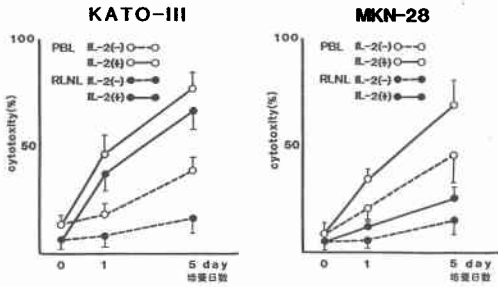 KATO-III
100
PBL IL-2(-)
IL-2(+)
RLNL IL-2(-)
IL-2(+)
cytotoxity(%)
50
0 1 5 day
培養日数
MKN-28
100
PBL IL-2(-)
IL-2(+)
RLNL IL-2(-)
IL-2(+)
cytotoxity(%)
50
0 1 5 day
培養日数